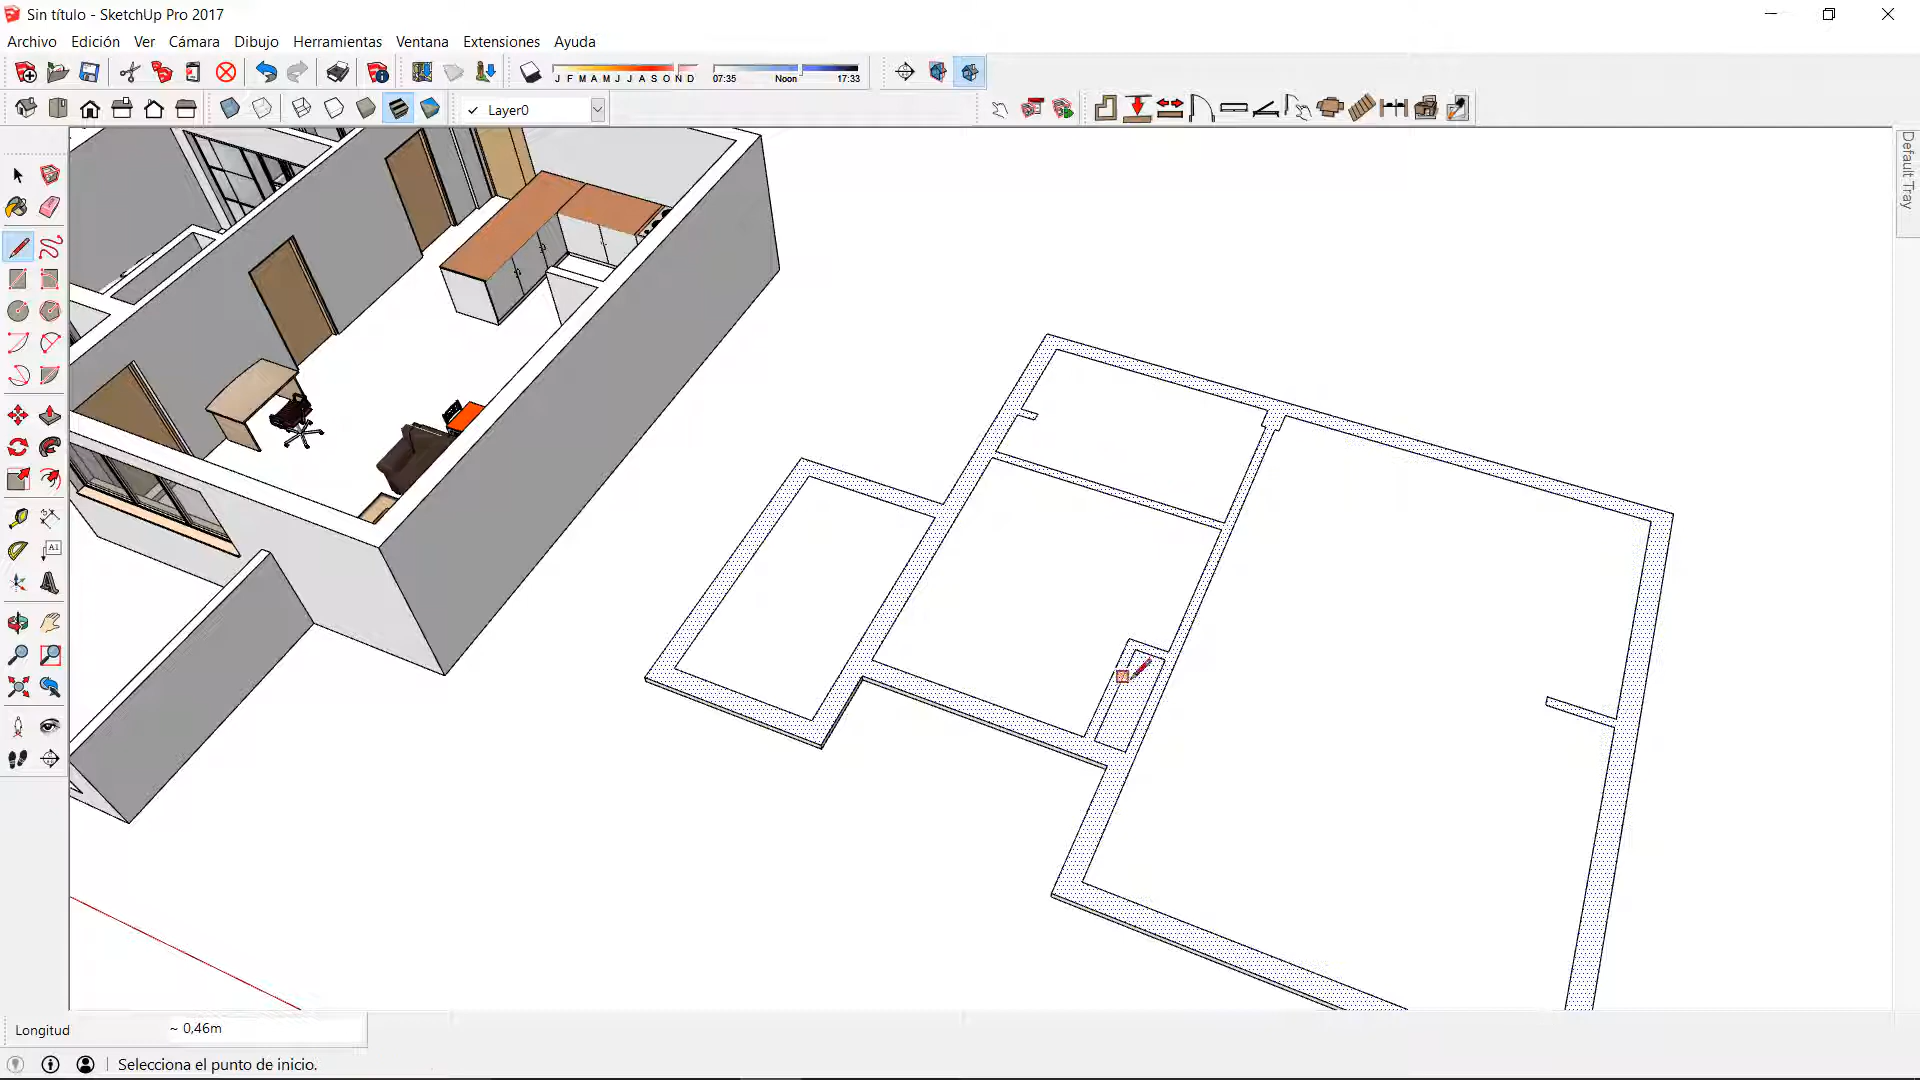 Sin título - SketchUp Pro 2017
Archivo Edición Ver Cámara Dibujo Herramientas Ventana Extensiones Ayuda
J F M A M J J A S O N D 07:35 Noon 17:33
✓ Layer0
Default Tray
A1
Longitud ~ 0,46m
Selecciona el punto de inicio.